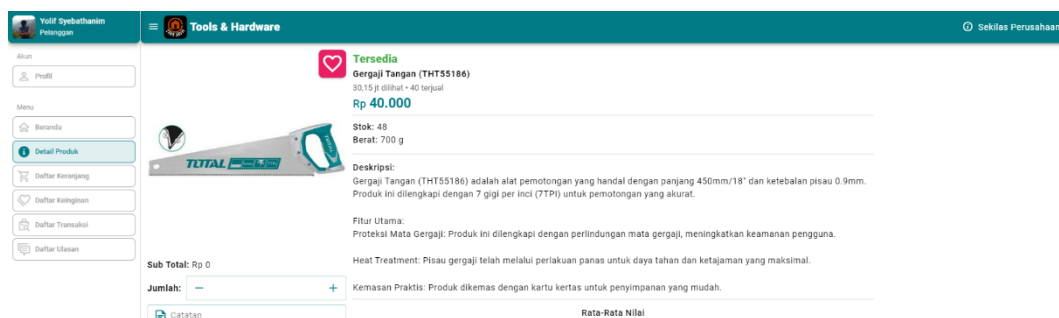 Yolif Syebathanim
Pelanggan
Tools & Hardware
Sekilas Perusahaan
Akun
Profil
Menu
Beranda
Detail Produk
Daftar Keranjang
Daftar Keinginan
Daftar Transaksi
Daftar Ulasan
TOTAL
Sub Total: Rp 0
Jumlah: − +
Catatan
Tersedia
Gergaji Tangan (THT55186)
30,15 jt dilihat • 40 terjual
Rp 40.000
Stok: 48
Berat: 700 g
Deskripsi:
Gergaji Tangan (THT55186) adalah alat pemotongan yang handal dengan panjang 450mm/18" dan ketebalan pisau 0.9mm.
Produk ini dilengkapi dengan 7 gigi per inci (7TPI) untuk pemotongan yang akurat.
Fitur Utama:
Proteksi Mata Gergaji: Produk ini dilengkapi dengan perlindungan mata gergaji, meningkatkan keamanan pengguna.
Heat Treatment: Pisau gergaji telah melalui perlakuan panas untuk daya tahan dan ketajaman yang maksimal.
Kemasan Praktis: Produk dikemas dengan kartu kertas untuk penyimpanan yang mudah.
Rata-Rata Nilai